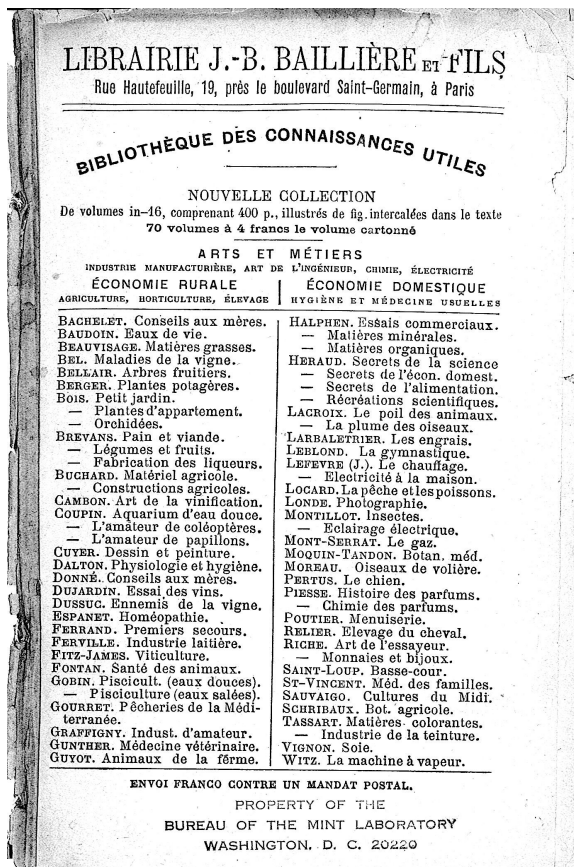 LIBRAIRIE J.-B. BAILLIÈRE ET FILS
Rue Hautefeuille, 19, près le boulevard Saint-Germain, à Paris
BIBLIOTHÈQUE DES CONNAISSANCES UTILES
NOUVELLE COLLECTION
De volumes in-16, comprenant 400 p., illustrés de fig. intercalées dans le texte
70 volumes à 4 francs le volume cartonné
ARTS ET MÉTIERS
INDUSTRIE MANUFACTURIÈRE, ART DE L'INGÉNIEUR, CHIMIE, ÉLECTRICITÉ
ÉCONOMIE RURALE
AGRICULTURE, HORTICULTURE, ÉLEVAGE
ÉCONOMIE DOMESTIQUE
HYGIÈNE ET MÉDECINE USUELLES
BACHELET. Conseils aux mères.
BAUDOIN. Eaux de vie.
BEAUVISAGE. Matières grasses.
BEL. Maladies de la vigne.
BELLAIR. Arbres fruitiers.
BERGER. Plantes potagères.
BOIS. Petit jardin.
— Plantes d'appartement.
— Orchidées.
BREVANS. Pain et viande.
— Légumes et fruits.
— Fabrication des liqueurs.
BUCHARD. Matériel agricole.
— Constructions agricoles.
CAMBON. Art de la vinification.
COUPIN. Aquarium d'eau douce.
— L'amateur de coléoptères.
— L'amateur de papillons.
CUYER. Dessin et peinture.
DALTON. Physiologie et hygiène.
DONNÉ. Conseils aux mères.
DUJARDIN. Essai des vins.
DUSSUC. Ennemis de la vigne.
ESPANET. Homéopathie.
FERRAND. Premiers secours.
FERVILLE. Industrie laitière.
FITZ-JAMES. Viticulture.
FONTAN. Santé des animaux.
GOBIN. Piscicult. (eaux douces).
— Pisciculture (eaux salées).
GOURRET. Pêcheries de la Médi-
terranée.
GRAFFIGNY. Indust. d'amateur.
GUNTHER. Médecine vétérinaire.
GUYOT. Animaux de la ferme.
HALPHEN. Essais commerciaux.
— Matières minérales.
— Matières organiques.
HERAUD. Secrets de la science
— Secrets de l'écon. domest.
— Secrets de l'alimentation.
— Récréations scientifiques.
LACROIX. Le poil des animaux.
— La plume des oiseaux.
LARBALETRIER. Les engrais.
LEBLOND. La gymnastique.
LEFEVRE (J.). Le chauffage.
— Electricité à la maison.
LOCARD. La pêche et les poissons.
LONDE. Photographie.
MONTILLOT. Insectes.
— Eclairage électrique.
MONT-SERRAT. Le gaz.
MOQUIN-TANDON. Botan. méd.
MOREAU. Oiseaux de volière.
PERTUS. Le chien.
PIESSE. Histoire des parfums.
— Chimie des parfums.
POUTIER. Menuiserie.
RELIER. Elevage du cheval.
RICHE. Art de l'essayeur.
— Monnaies et bijoux.
SAINT-LOUP. Basse-cour.
ST-VINCENT. Méd. des familles.
SAUVAIGO. Cultures du Midi.
SCHRIBAUX. Bot. agricole.
TASSART. Matières colorantes.
— Industrie de la teinture.
VIGNON. Soie.
WITZ. La machine à vapeur.
ENVOI FRANCO CONTRE UN MANDAT POSTAL.
PROPERTY OF THE
BUREAU OF THE MINT LABORATORY
WASHINGTON, D. C. 20220